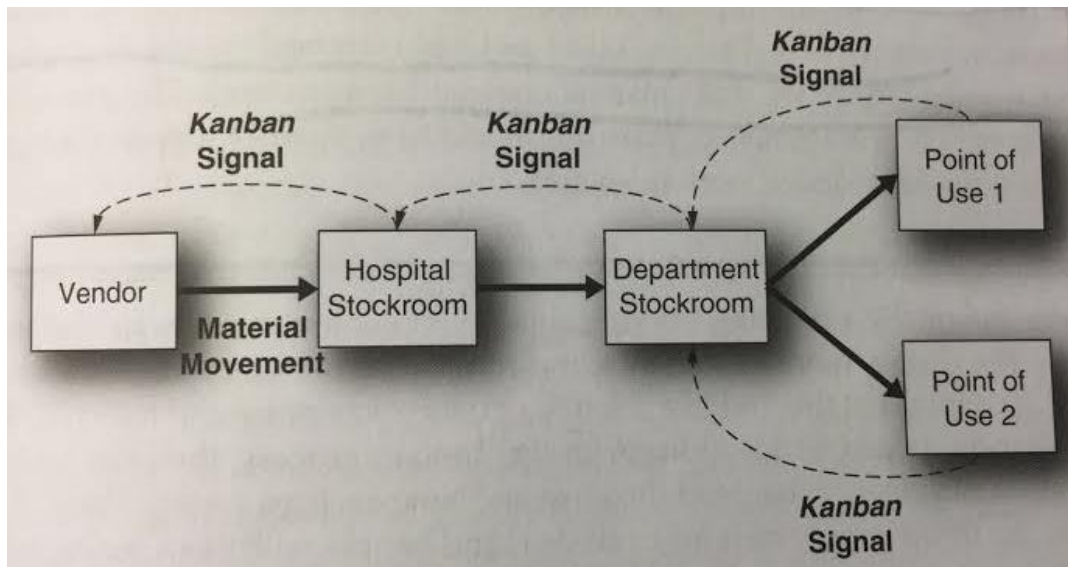 Kanban
Signal
Kanban
Signal
Kanban
Signal
Vendor
Material
Movement
Hospital
Stockroom
Department
Stockroom
Point of
Use 1
Point of
Use 2
Kanban
Signal